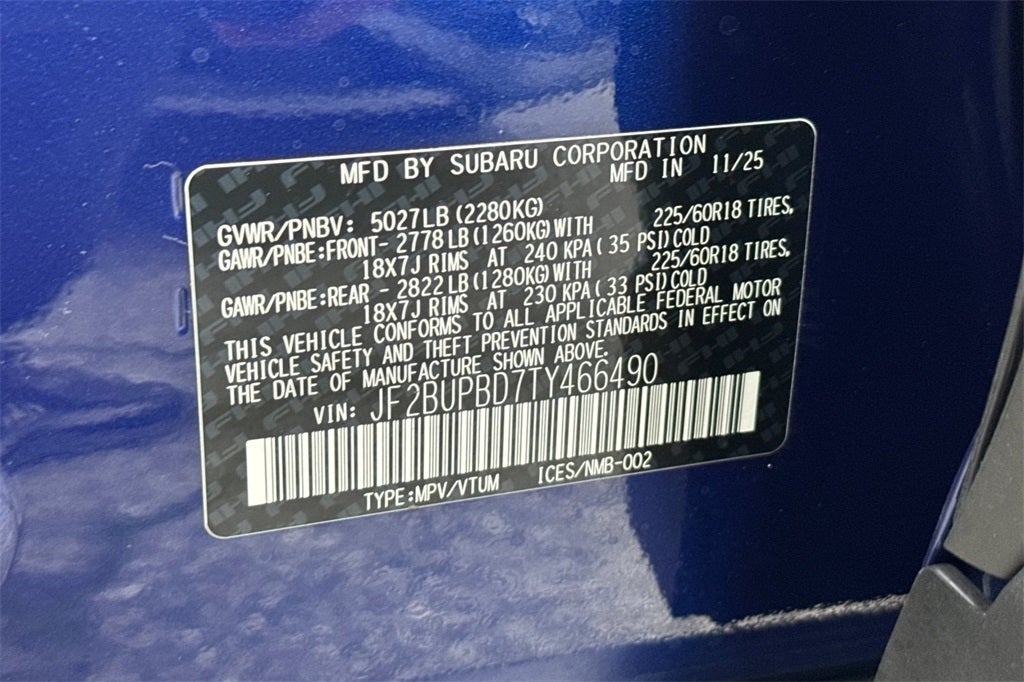 MFD BY SUBARU CORPORATION
MFD IN 11/25
GVWR/PNBV: 5027LB(2280KG)
GAWR/PNBE:FRONT- 2778LB(1260KG)WITH 225/60R18 TIRES,
18X7J RIMS AT 240 KPA( 35 PSI)COLD
GAWR/PNBE:REAR - 2822LB(1280KG)WITH 225/60R18 TIRES,
18X7J RIMS AT 230 KPA( 33 PSI)COLD
THIS VEHICLE CONFORMS TO ALL APPLICABLE FEDERAL MOTOR
VEHICLE SAFETY AND THEFT PREVENTION STANDARDS IN EFFECT ON
THE DATE OF MANUFACTURE SHOWN ABOVE.
VIN: JF2BUPBD7TY466490
TYPE:MPV/VTUM ICES/NMB-002